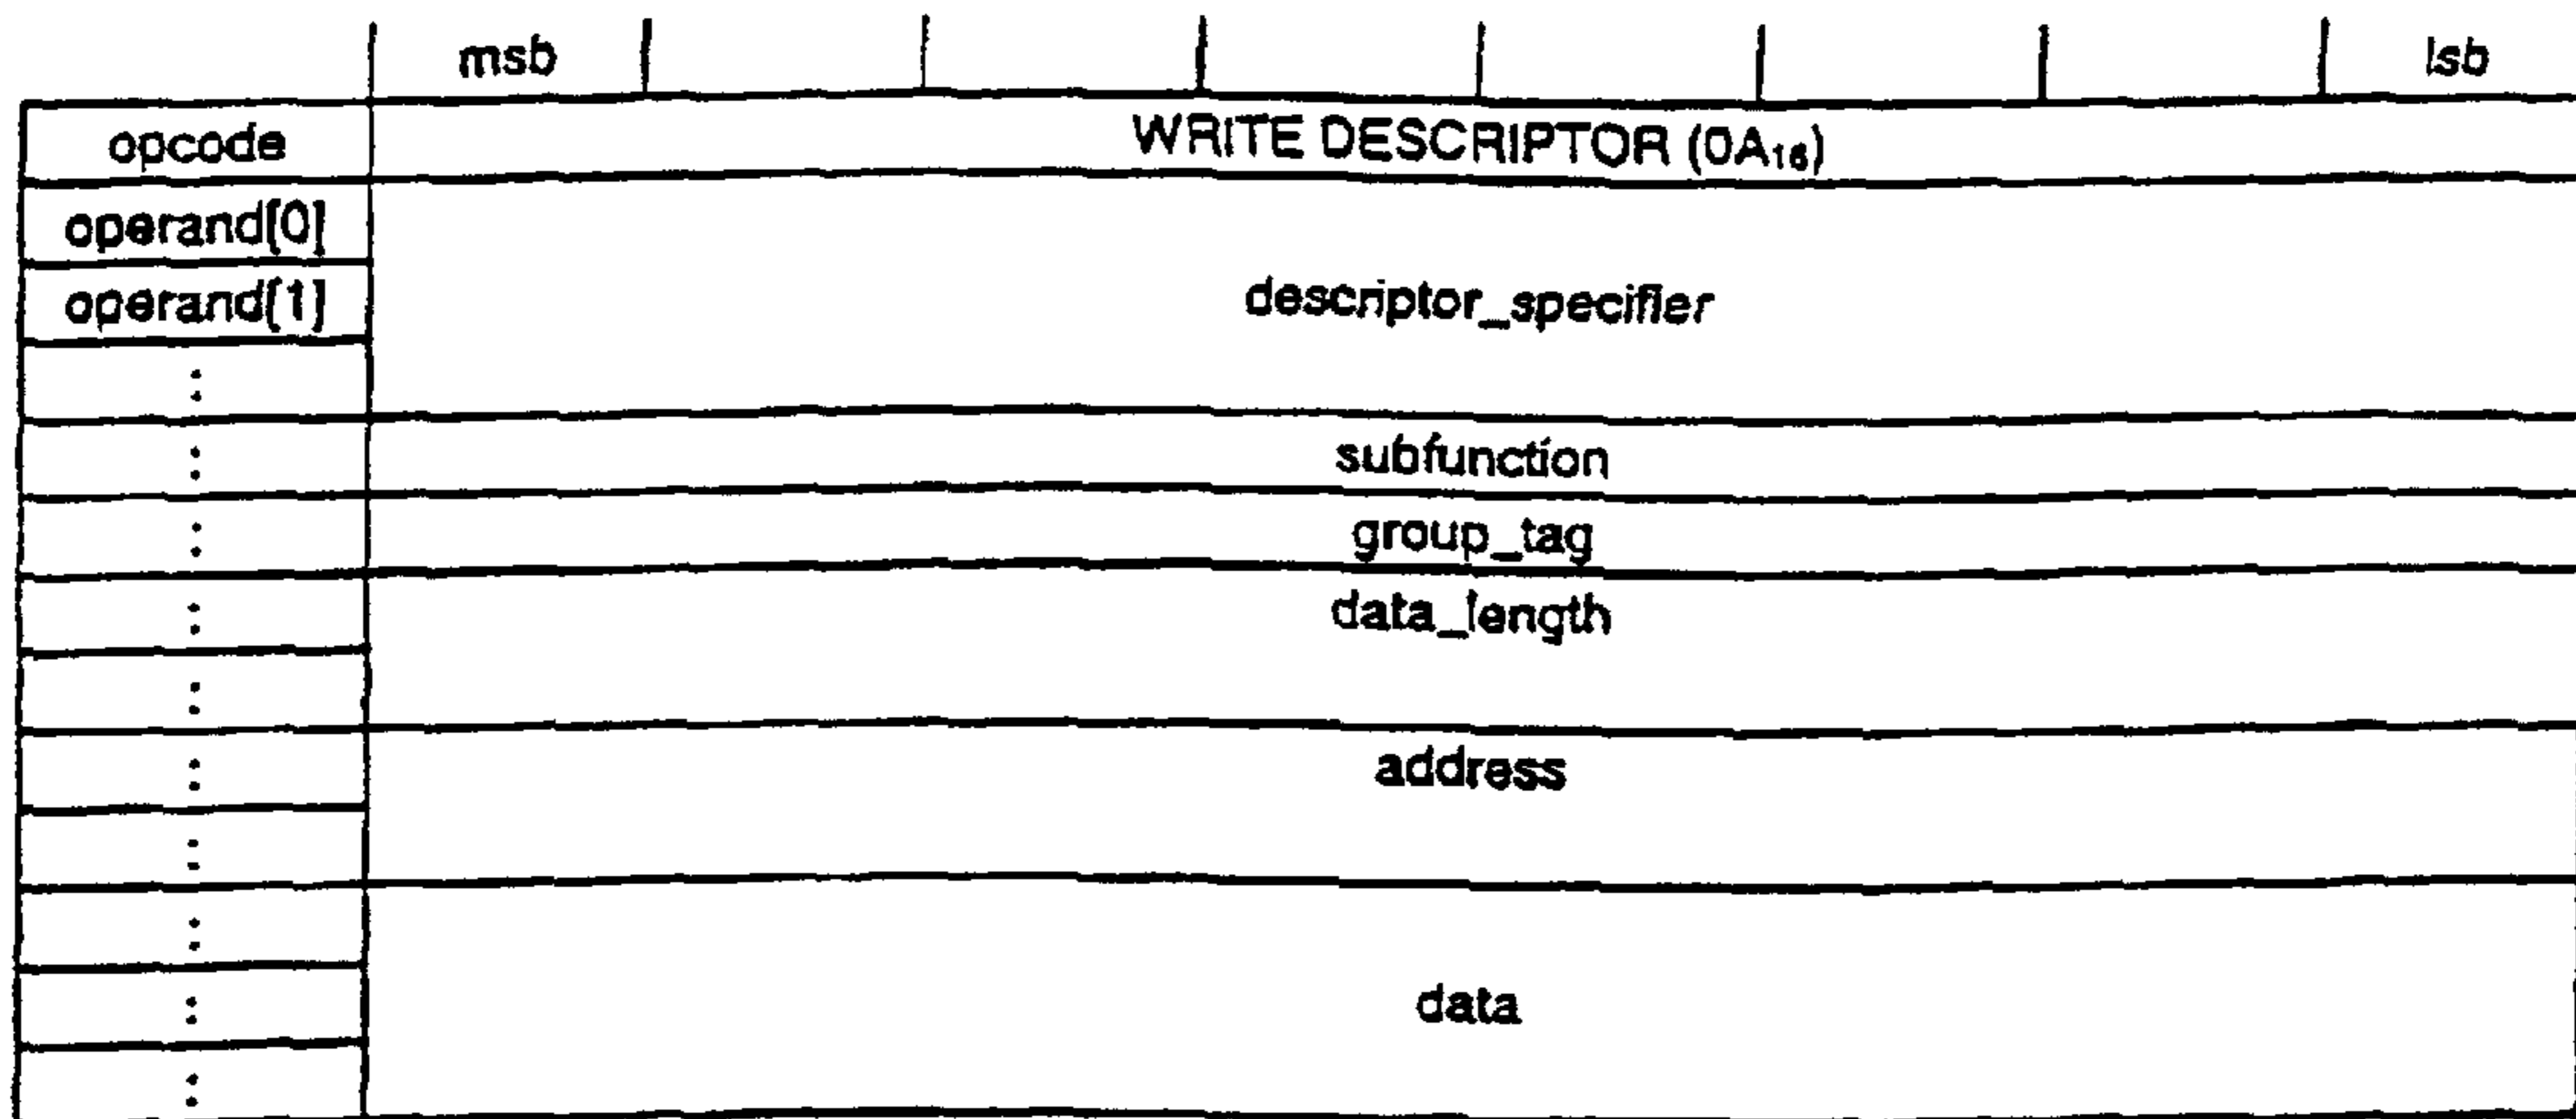 msb lsb
opcode WRITE DESCRIPTOR (0A₁₆)
operand[0]
operand[1] descriptor_specifier
subfunction
group_tag
data_length
address
data